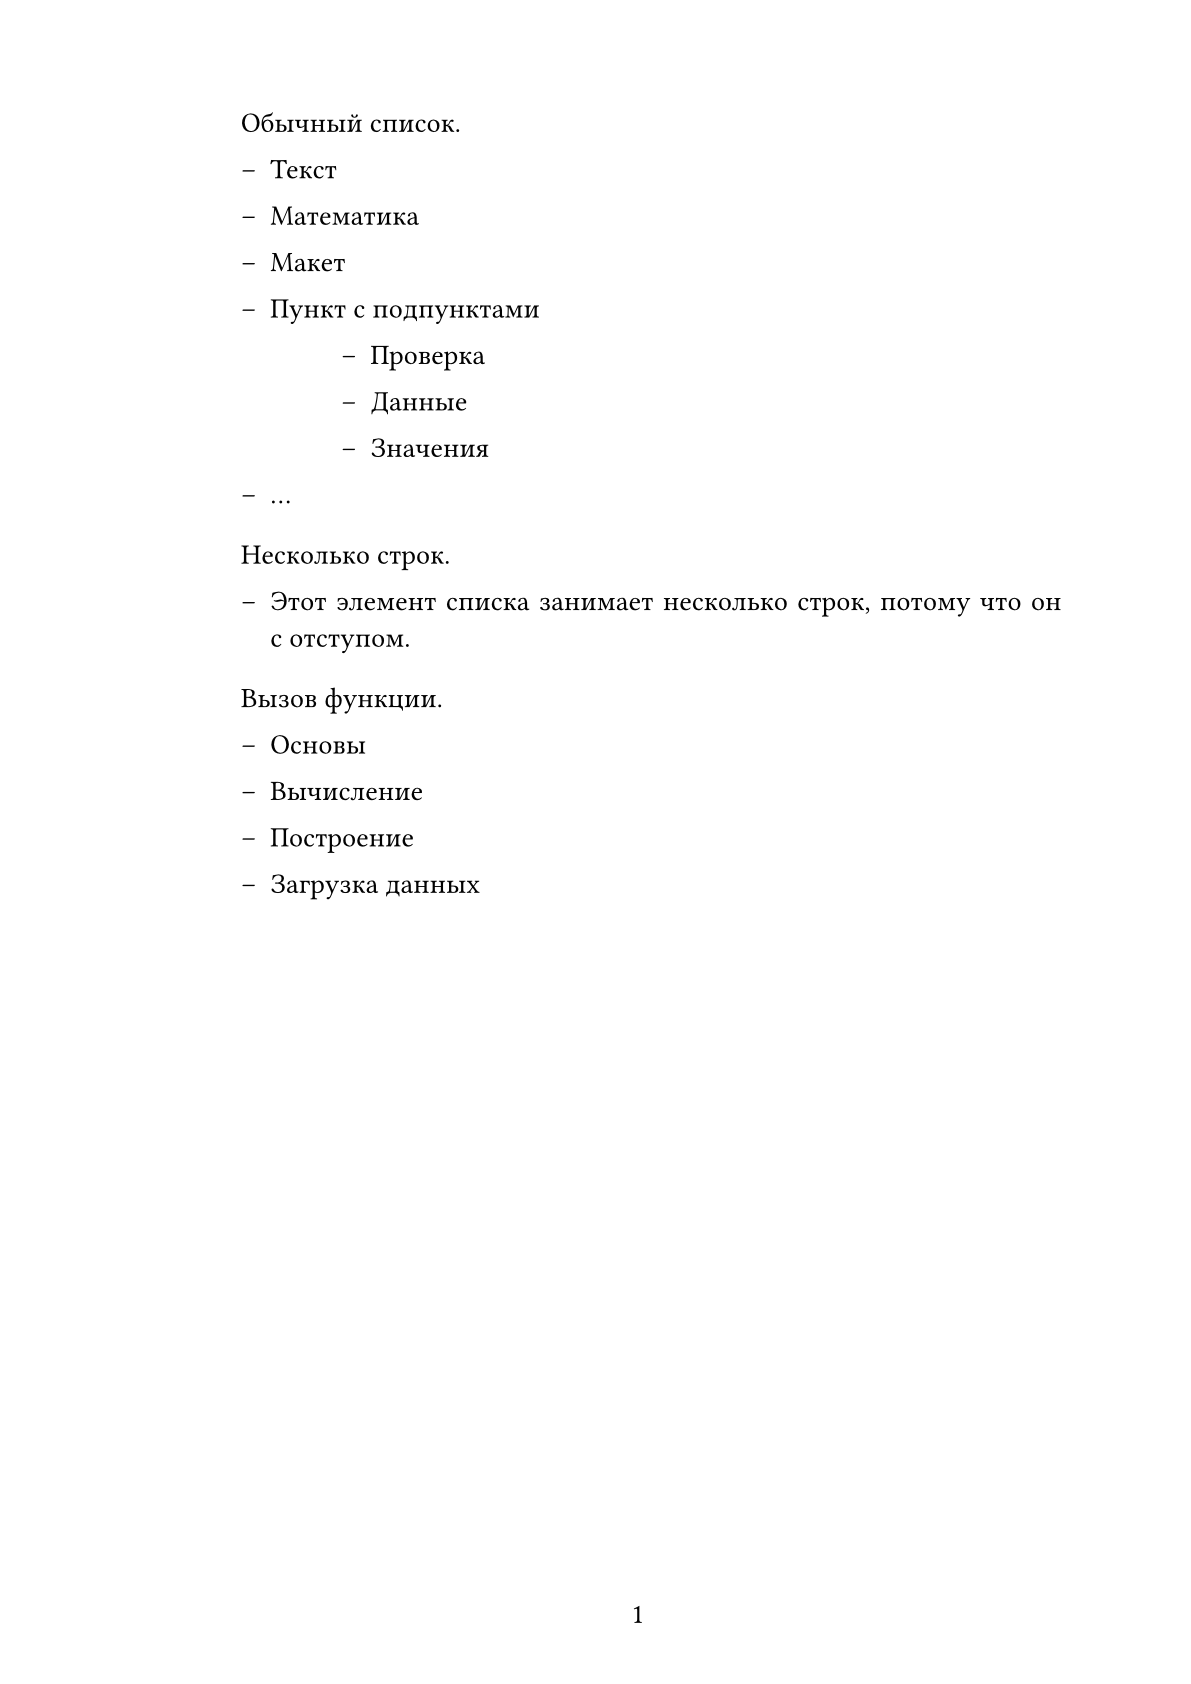 Обычный список.
– Текст
– Математика
– Макет
– Пункт с подпунктами
– Проверка
– Данные
– Значения
– …
Несколько строк.
– Этот элемент списка занимает несколько строк, потому что он
с отступом.
Вызов функции.
– Основы
– Вычисление
– Построение
– Загрузка данных
1